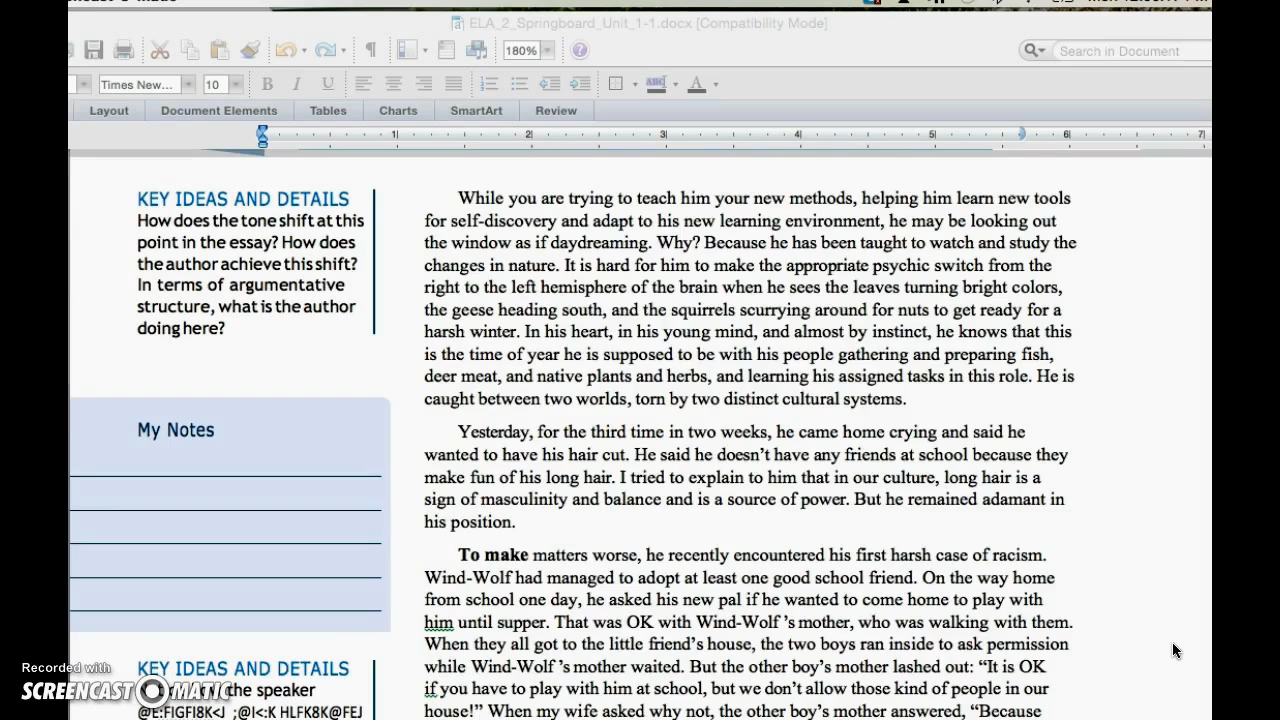 ELA_2_Springboard_Unit_1-1.docx [Compatibility Mode]
180%
Search in Document
Times New... 10 B I U ABC A
Layout Document Elements Tables Charts SmartArt Review
1 2 3 4 5 6 7
KEY IDEAS AND DETAILS
How does the tone shift at this
point in the essay? How does
the author achieve this shift?
In terms of argumentative
structure, what is the author
doing here?
My Notes
KEY IDEAS AND DETAILS
the speaker
@E:FIGFI8K<J ;@I<:K HLFK8K@FEJ
While you are trying to teach him your new methods, helping him learn new tools
for self-discovery and adapt to his new learning environment, he may be looking out
the window as if daydreaming. Why? Because he has been taught to watch and study the
changes in nature. It is hard for him to make the appropriate psychic switch from the
right to the left hemisphere of the brain when he sees the leaves turning bright colors,
the geese heading south, and the squirrels scurrying around for nuts to get ready for a
harsh winter. In his heart, in his young mind, and almost by instinct, he knows that this
is the time of year he is supposed to be with his people gathering and preparing fish,
deer meat, and native plants and herbs, and learning his assigned tasks in this role. He is
caught between two worlds, torn by two distinct cultural systems.
Yesterday, for the third time in two weeks, he came home crying and said he
wanted to have his hair cut. He said he doesn't have any friends at school because they
make fun of his long hair. I tried to explain to him that in our culture, long hair is a
sign of masculinity and balance and is a source of power. But he remained adamant in
his position.
To make matters worse, he recently encountered his first harsh case of racism.
Wind-Wolf had managed to adopt at least one good school friend. On the way home
from school one day, he asked his new pal if he wanted to come home to play with
him until supper. That was OK with Wind-Wolf 's mother, who was walking with them.
When they all got to the little friend's house, the two boys ran inside to ask permission
while Wind-Wolf 's mother waited. But the other boy's mother lashed out: "It is OK
if you have to play with him at school, but we don't allow those kind of people in our
house!" When my wife asked why not, the other boy's mother answered, "Because
Recorded with
SCREENCAST-O-MATIC